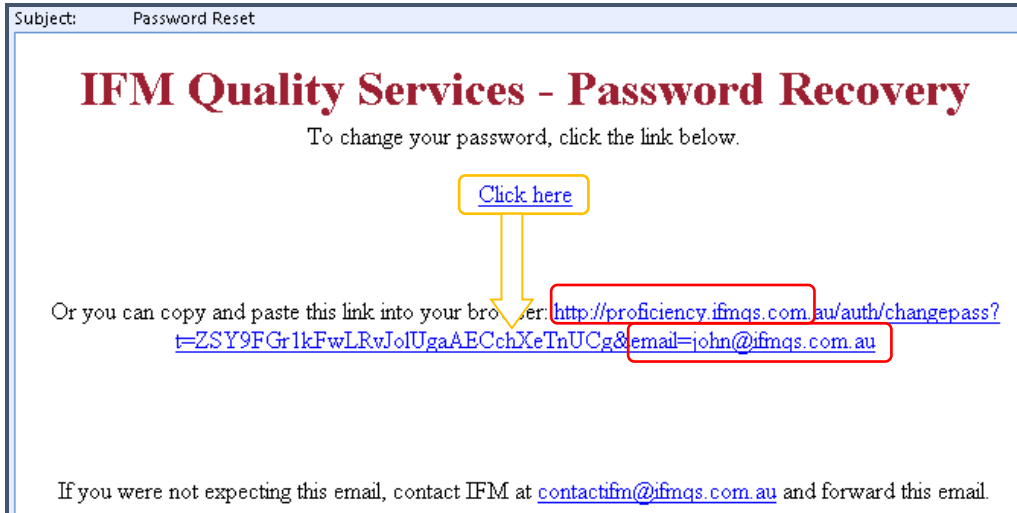 Subject: Password Reset
IFM Quality Services - Password Recovery
To change your password, click the link below.
Click here
Or you can copy and paste this link into your browser: http://proficiency.ifmqs.com.au/auth/changepass?
t=ZSY9FGr1kFwLRvJolUgaAECchXeTnUCg&email=john@ifmqs.com.au
If you were not expecting this email, contact IFM at contactifm@ifmqs.com.au and forward this email.